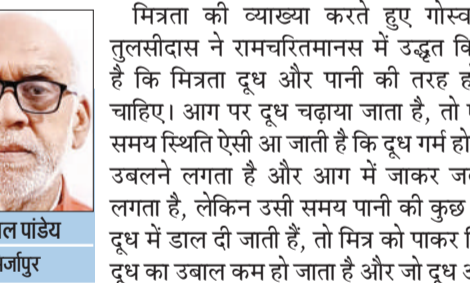 मित्रता की व्याख्या करते हुए
तुलसीदास ने रामचरितमानस में उद्धृत
है कि मित्रता दूध और पानी की तरह
चाहिए। आग पर दूध चढ़ाया जाता है, तो
समय स्थिति ऐसी आ जाती है कि दूध गर्म
उबलने लगता है और आग में जाकर
लगता है, लेकिन उसी समय पानी की कुछ
दूध में डाल दी जाती हैं, तो मित्र को पाकर
दूध का उबाल कम हो जाता है और जो दूध
पांडेय